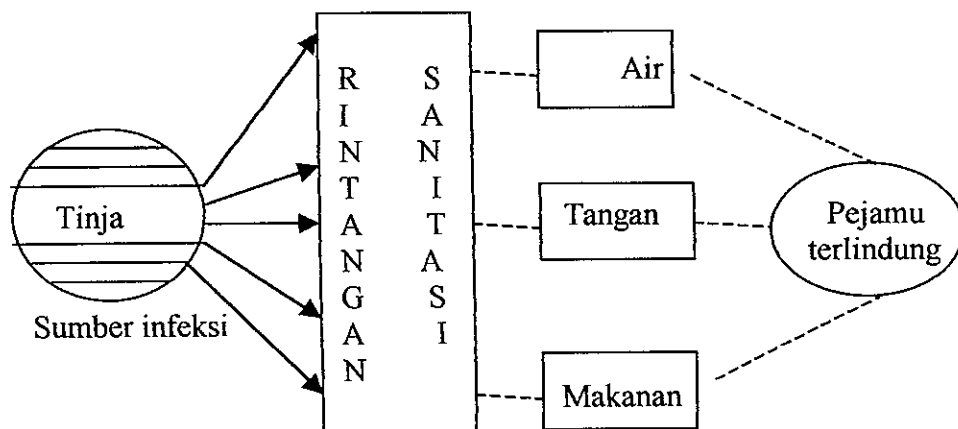 Tinja
Sumber infeksi
RINTANGAN
SANITASI
Air
Tangan
Makanan
Pejamu
terlindung